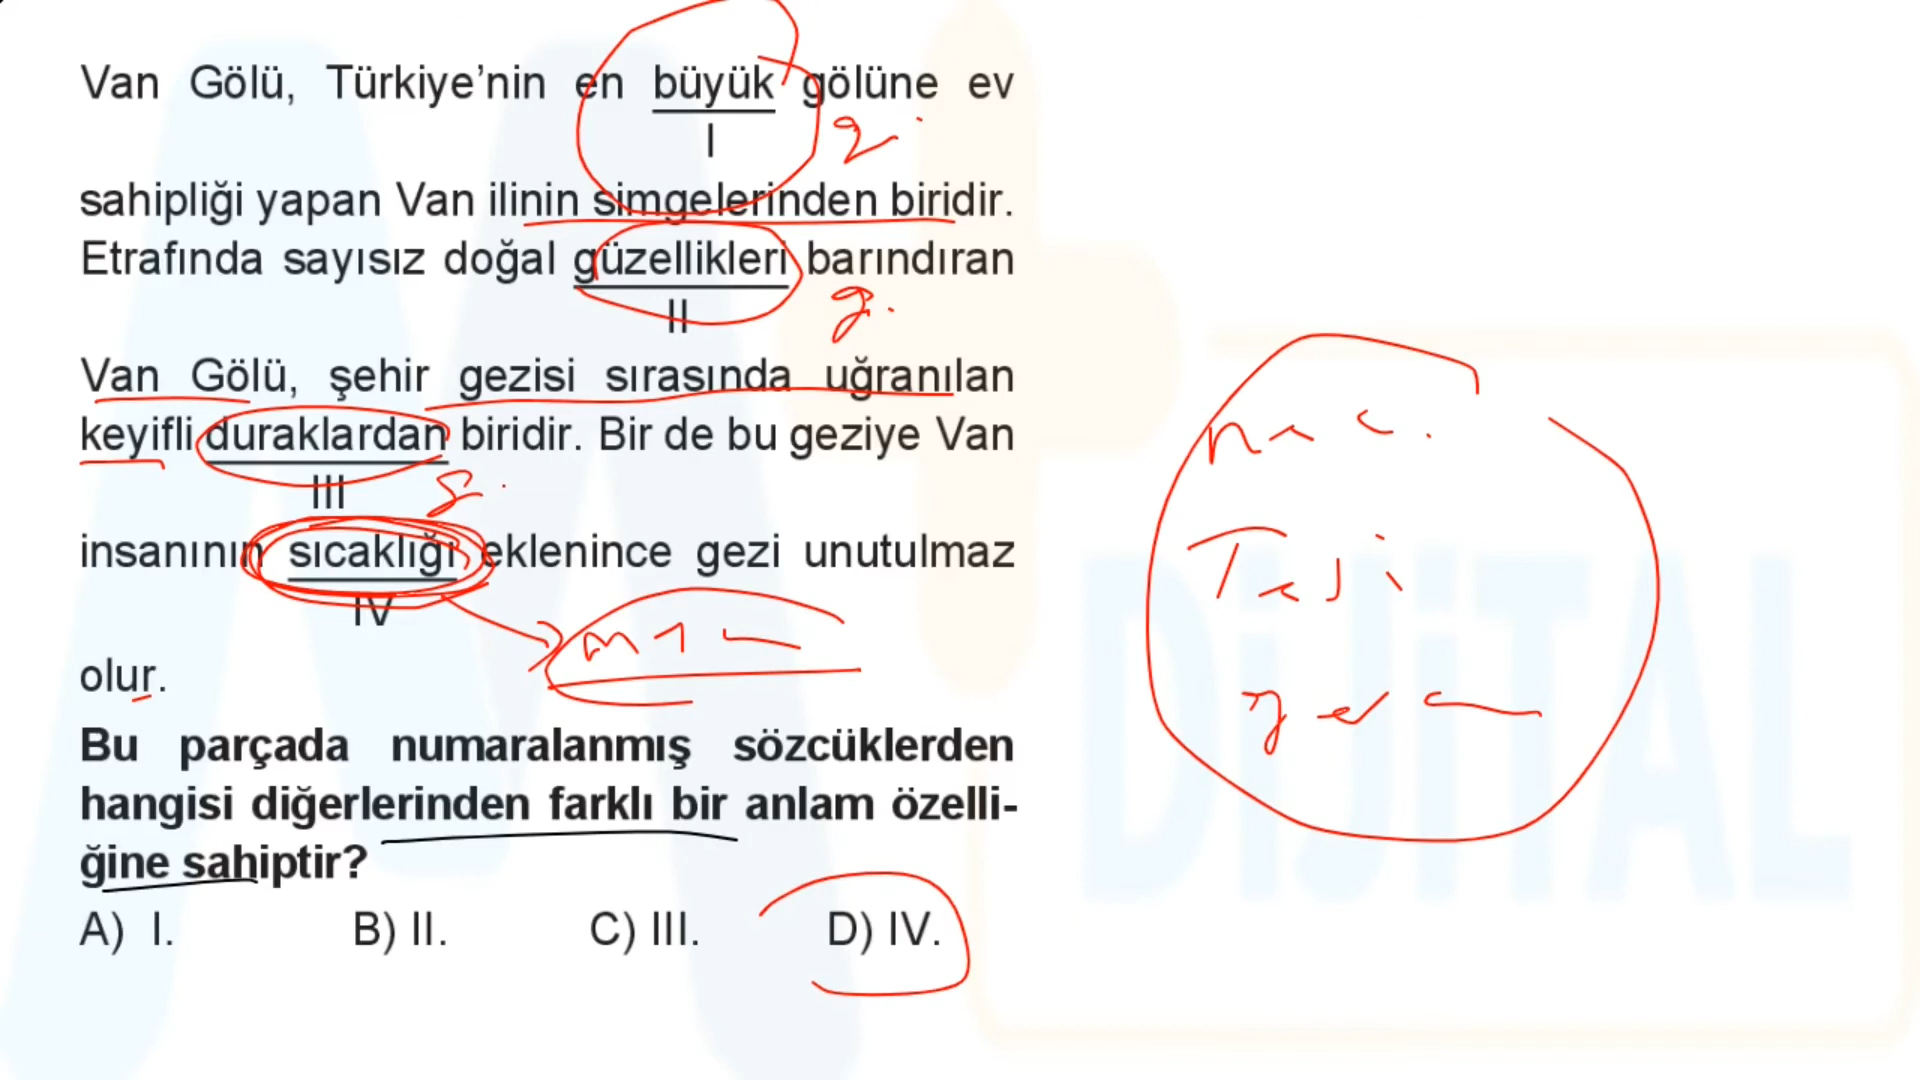 Van Gölü, Türkiye’nin en büyük gölüne ev
I
sahipliği yapan Van ilinin simgelerinden biridir.
Etrafında sayısız doğal güzellikleri barındıran
II
Van Gölü, şehir gezisi sırasında uğranılan
keyifli duraklardan biridir. Bir de bu geziye Van
III
insanının sıcaklığı eklenince gezi unutulmaz
IV
olur.
Bu parçada numaralanmış sözcüklerden
hangisi diğerlerinden farklı bir anlam özelli-
ğine sahiptir?
A) I. B) II. C) III. D) IV.
DİJİTAL